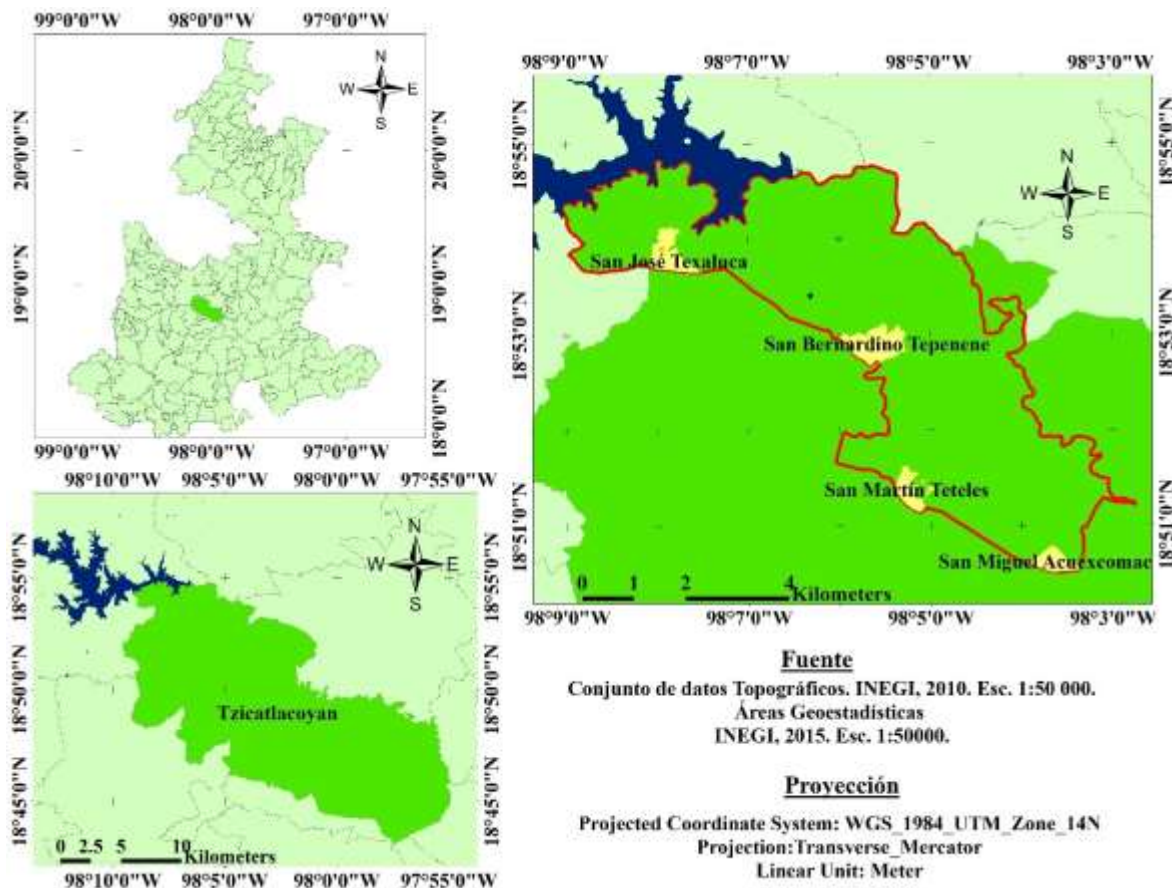 99°0'0"W 98°0'0"W 97°0'0"W
N
W E
S
20°0'0"N
19°0'0"N
18°0'0"N
20°0'0"N
19°0'0"N
18°0'0"N
99°0'0"W 98°0'0"W 97°0'0"W
98°10'0"W 98°5'0"W 98°0'0"W 97°55'0"W
N
W E
S
18°55'0"N
18°50'0"N
18°45'0"N
Tzicatlacoyan
18°55'0"N
18°50'0"N
18°45'0"N
0 2.5 5 10
Kilometers
98°10'0"W 98°5'0"W 98°0'0"W 97°55'0"W
98°9'0"W 98°7'0"W 98°5'0"W 98°3'0"W
N
W E
S
18°55'0"N
18°53'0"N
18°51'0"N
San José Texaluca
San Bernardino Tepenene
San Martín Teteles
San Miguel Acuexcomac
18°55'0"N
18°53'0"N
18°51'0"N
0 1 2 4
Kilometers
98°9'0"W 98°7'0"W 98°5'0"W 98°3'0"W
Fuente
Conjunto de datos Topográficos. INEGI, 2010. Esc. 1:50 000.
Áreas Geoestadísticas
INEGI, 2015. Esc. 1:50000.
Proyección
Projected Coordinate System: WGS_1984_UTM_Zone_14N
Projection:Transverse_Mercator
Linear Unit: Meter